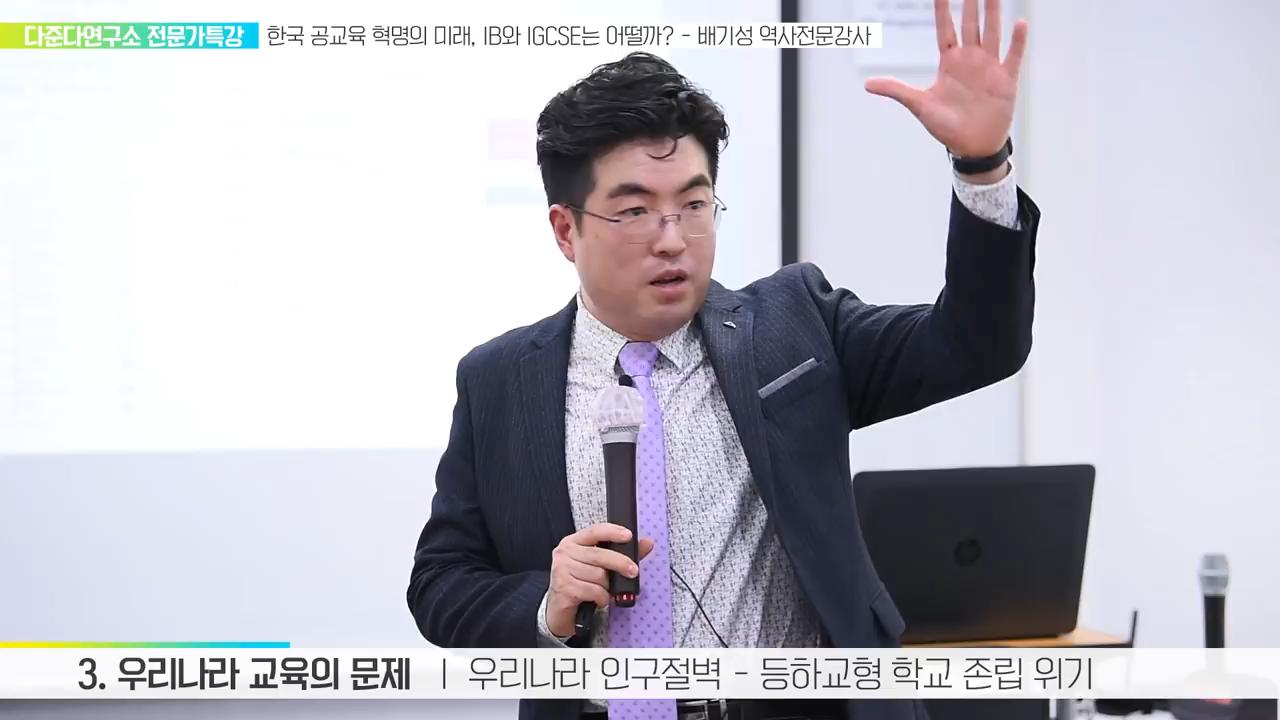 다준다연구소 전문가특강 한국 공교육 혁명의 미래, IB와 IGCSE는 어떨까? - 배기성 역사전문강사
hp
3. 우리나라 교육의 문제 | 우리나라 인구절벽 - 등하교형 학교 존립 위기